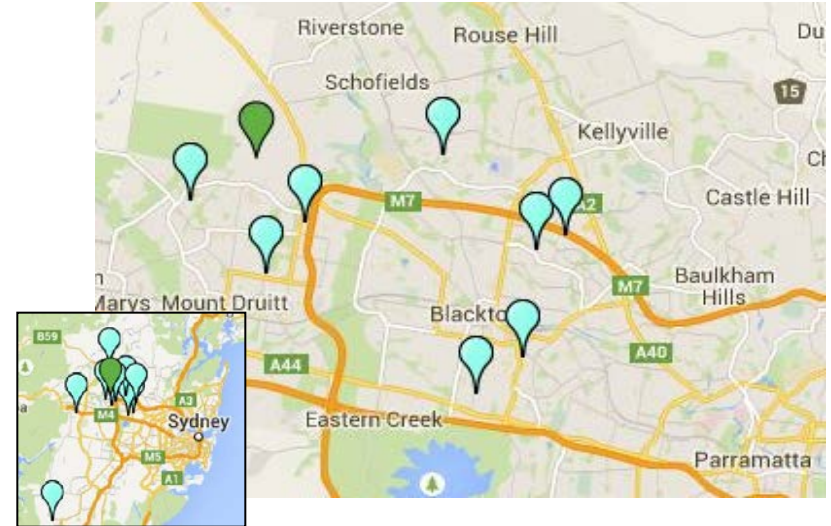 Riverstone
Rouse Hill
Du
Schofields
15
Kellyville
Ch
Castle Hill
M7
A2
Baulkham
Hills
M7
n
Marys
Mount Druitt
Blackto
A40
A44
Eastern Creek
Parramatta
B59
A3
a
M4
Sydney
M5
A1